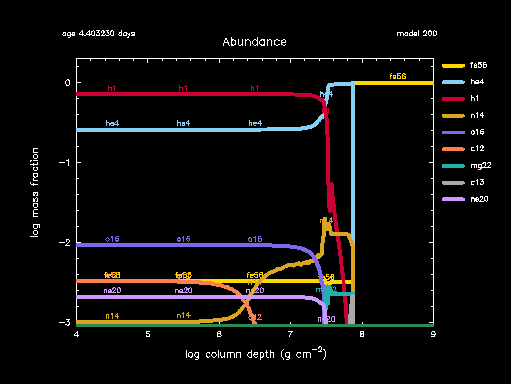 age 4.403230 days
model 200
Abundance
fe56
he4
h1
n14
o16
c12
mg22
c13
ne20
h1 h1 h1 he4
fe56
he4 he4 he4
n14
o16 o16 o16
fe56 fe56 fe56 fe56
ne20 ne20 ne20
n14 n14 c12 ne20
0
-1
-2
-3
4 5 6 7 8 9
log mass fraction
log column depth (g cm-2)